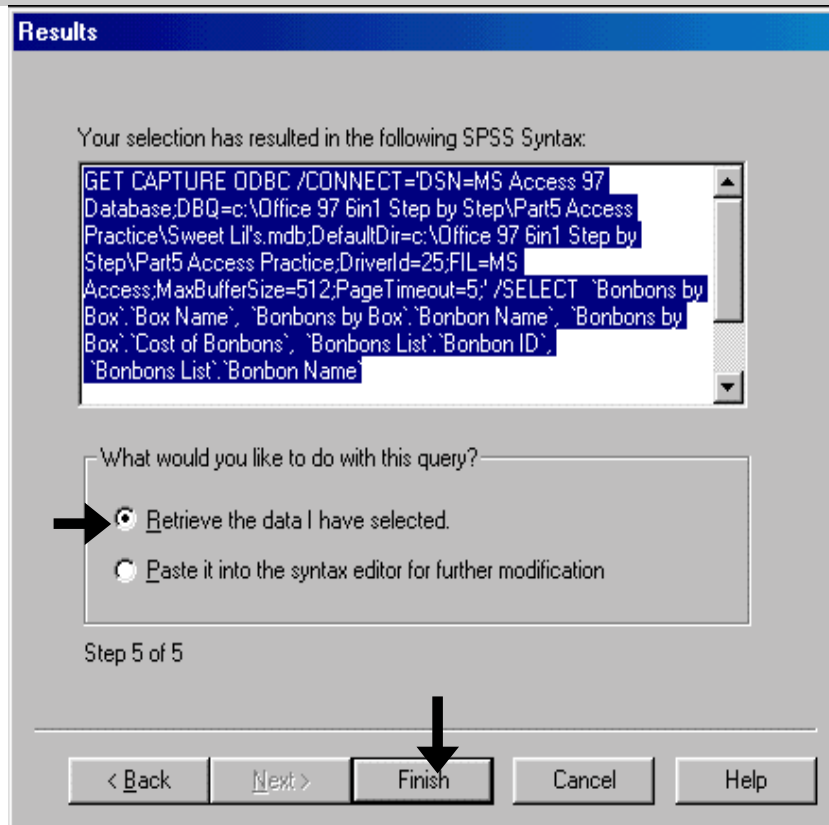 Results
Your selection has resulted in the following SPSS Syntax:
GET CAPTURE ODBC /CONNECT='DSN=MS Access 97
Database;DBQ=c:\Office 97 6in1 Step by Step\Part5 Access
Practice\Sweet Lil's.mdb;DefaultDir=c:\Office 97 6in1 Step by
Step\Part5 Access Practice;DriverId=25;FIL=MS
Access;MaxBufferSize=512;PageTimeout=5;' /SELECT  `Bonbons by
Box`.`Box Name`,  `Bonbons by Box`.`Bonbon Name`,  `Bonbons by
Box`.`Cost of Bonbons`,  `Bonbons List`.`Bonbon ID`,
`Bonbons List`.`Bonbon Name`
What would you like to do with this query?
Retrieve the data I have selected.
Paste it into the syntax editor for further modification
Step 5 of 5
< Back
Next >
Finish
Cancel
Help